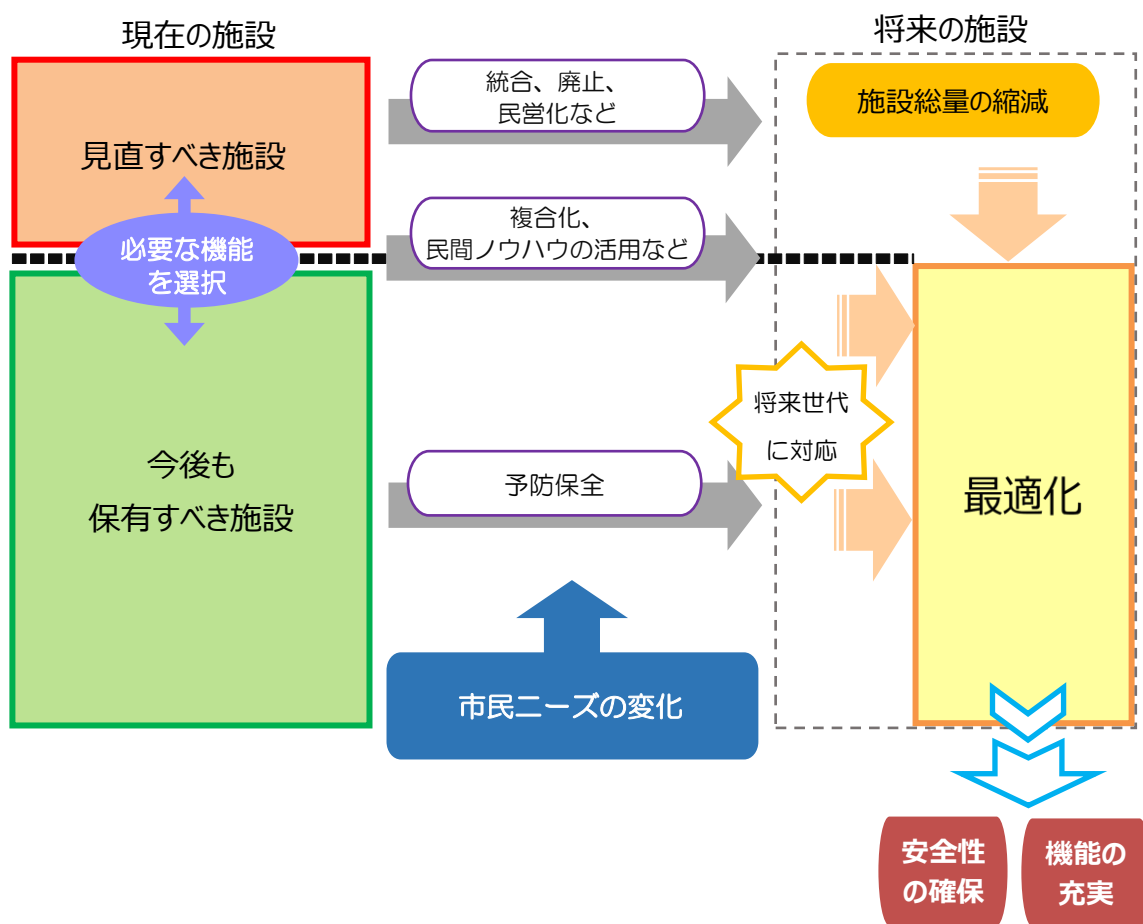 現在の施設
将来の施設
見直すべき施設
必要な機能
を選択
今後も
保有すべき施設
統合、廃止、
民営化など
複合化、
民間ノウハウの活用など
予防保全
市民ニーズの変化
施設総量の縮減
将来世代
に対応
最適化
安全性
の確保
機能の
充実